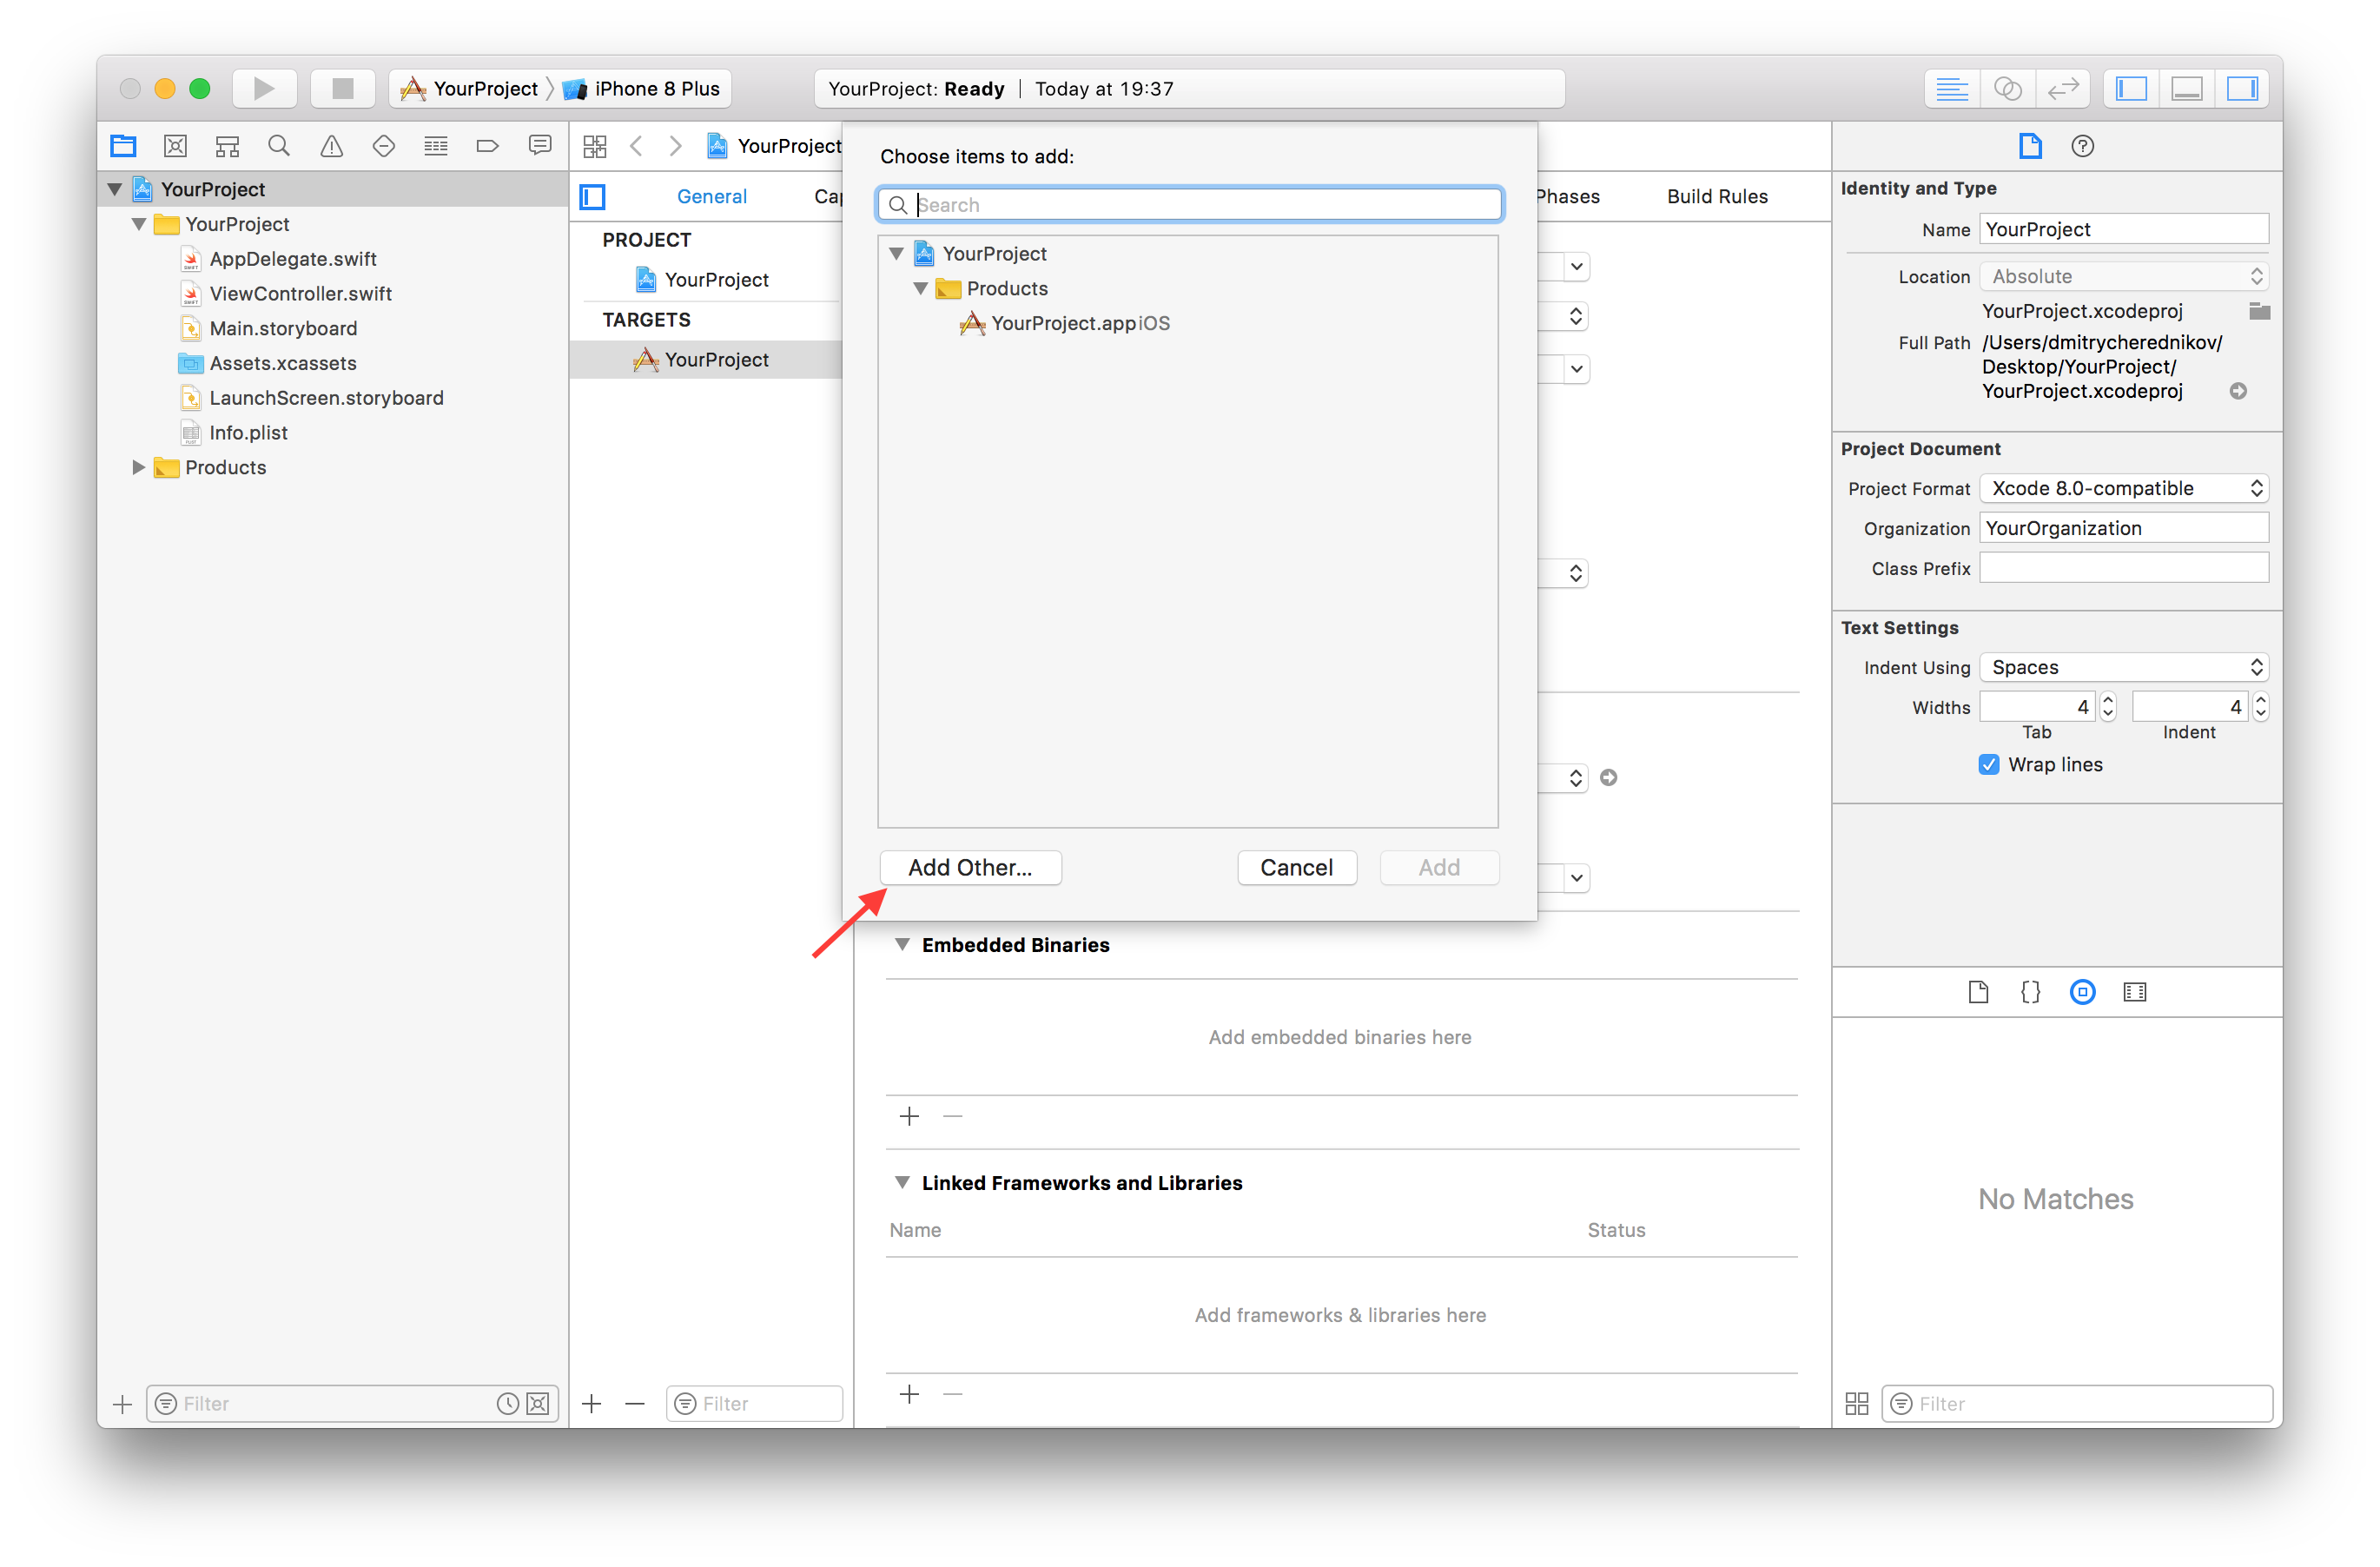 YourProject
iPhone 8 Plus
YourProject: Ready
Today at 19:37
YourProject
YourProject
AppDelegate.swift
ViewController.swift
Main.storyboard
Assets.xcassets
LaunchScreen.storyboard
Info.plist
Products
Filter
YourProject
General
Cap
Phases
Build Rules
PROJECT
YourProject
TARGETS
YourProject
Filter
Choose items to add:
Search
YourProject
Products
YourProject.app iOS
Add Other...
Cancel
Add
Embedded Binaries
Add embedded binaries here
Linked Frameworks and Libraries
Name
Status
Add frameworks & libraries here
Identity and Type
Name YourProject
Location Absolute
YourProject.xcodeproj
Full Path /Users/dmitrycherednikov/
Desktop/YourProject/
YourProject.xcodeproj
Project Document
Project Format Xcode 8.0-compatible
Organization YourOrganization
Class Prefix
Text Settings
Indent Using Spaces
Widths 4 4
Tab Indent
Wrap lines
{}
No Matches
Filter